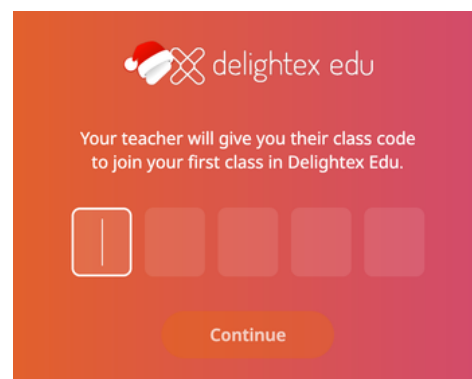 delightex edu
Your teacher will give you their class code
to join your first class in Delightex Edu.
Continue